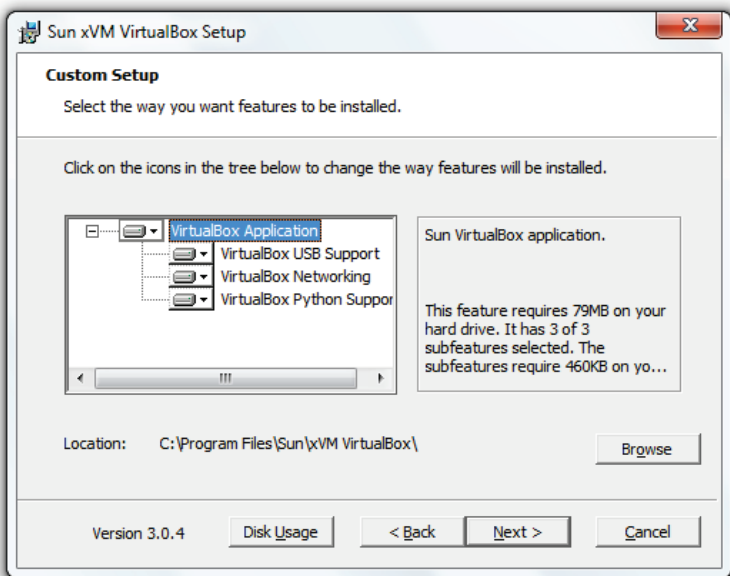 Sun xVM VirtualBox Setup
Custom Setup
Select the way you want features to be installed.
Click on the icons in the tree below to change the way features will be installed.
VirtualBox Application
VirtualBox USB Support
VirtualBox Networking
VirtualBox Python Suppor
Sun VirtualBox application.
This feature requires 79MB on your
hard drive. It has 3 of 3
subfeatures selected. The
subfeatures require 460KB on yo...
Location: C:\Program Files\Sun\xVM VirtualBox\
Browse
Version 3.0.4 Disk Usage < Back Next > Cancel